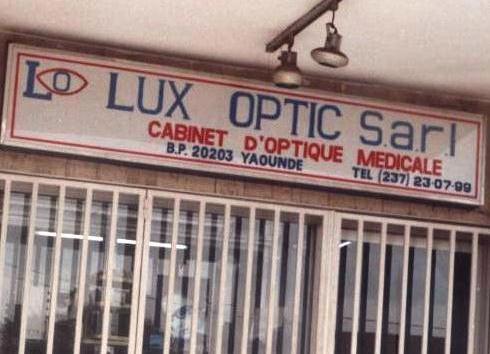 LO LUX OPTIC S.a.r.l
CABINET D'OPTIQUE MEDICALE
B.P. 20203 YAOUNDE TEL (237) 23-07-99